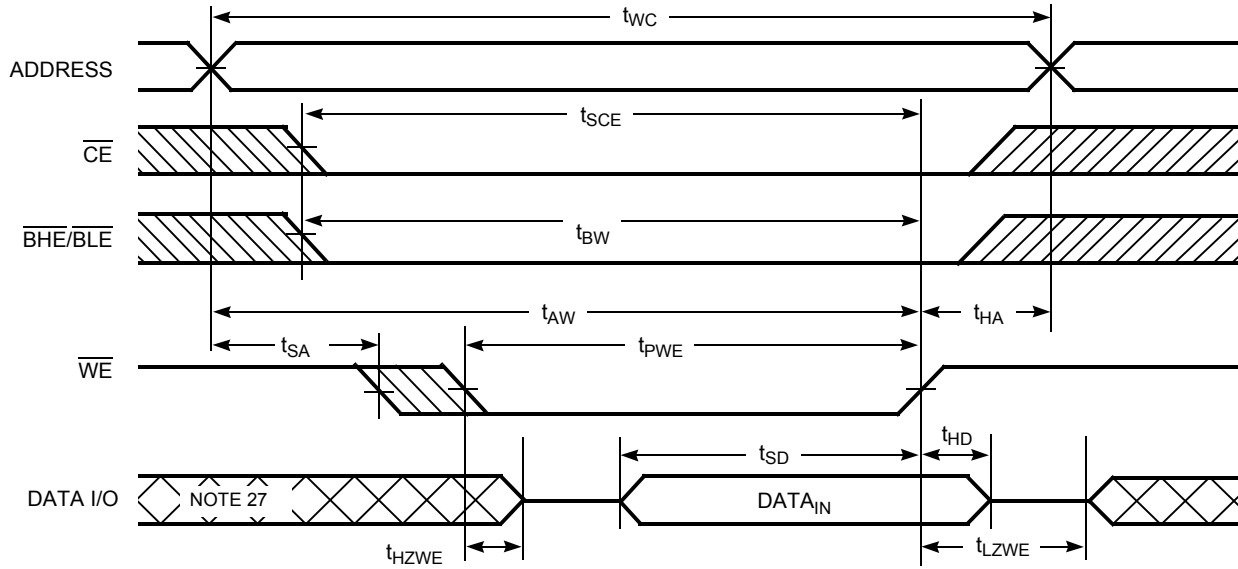 tWC
ADDRESS
tSCE
CE
BHE/BLE
tBW
tAW
tHA
tSA
tPWE
WE
tHD
tSD
DATA I/O
NOTE 27
DATAIN
tHZWE
tLZWE